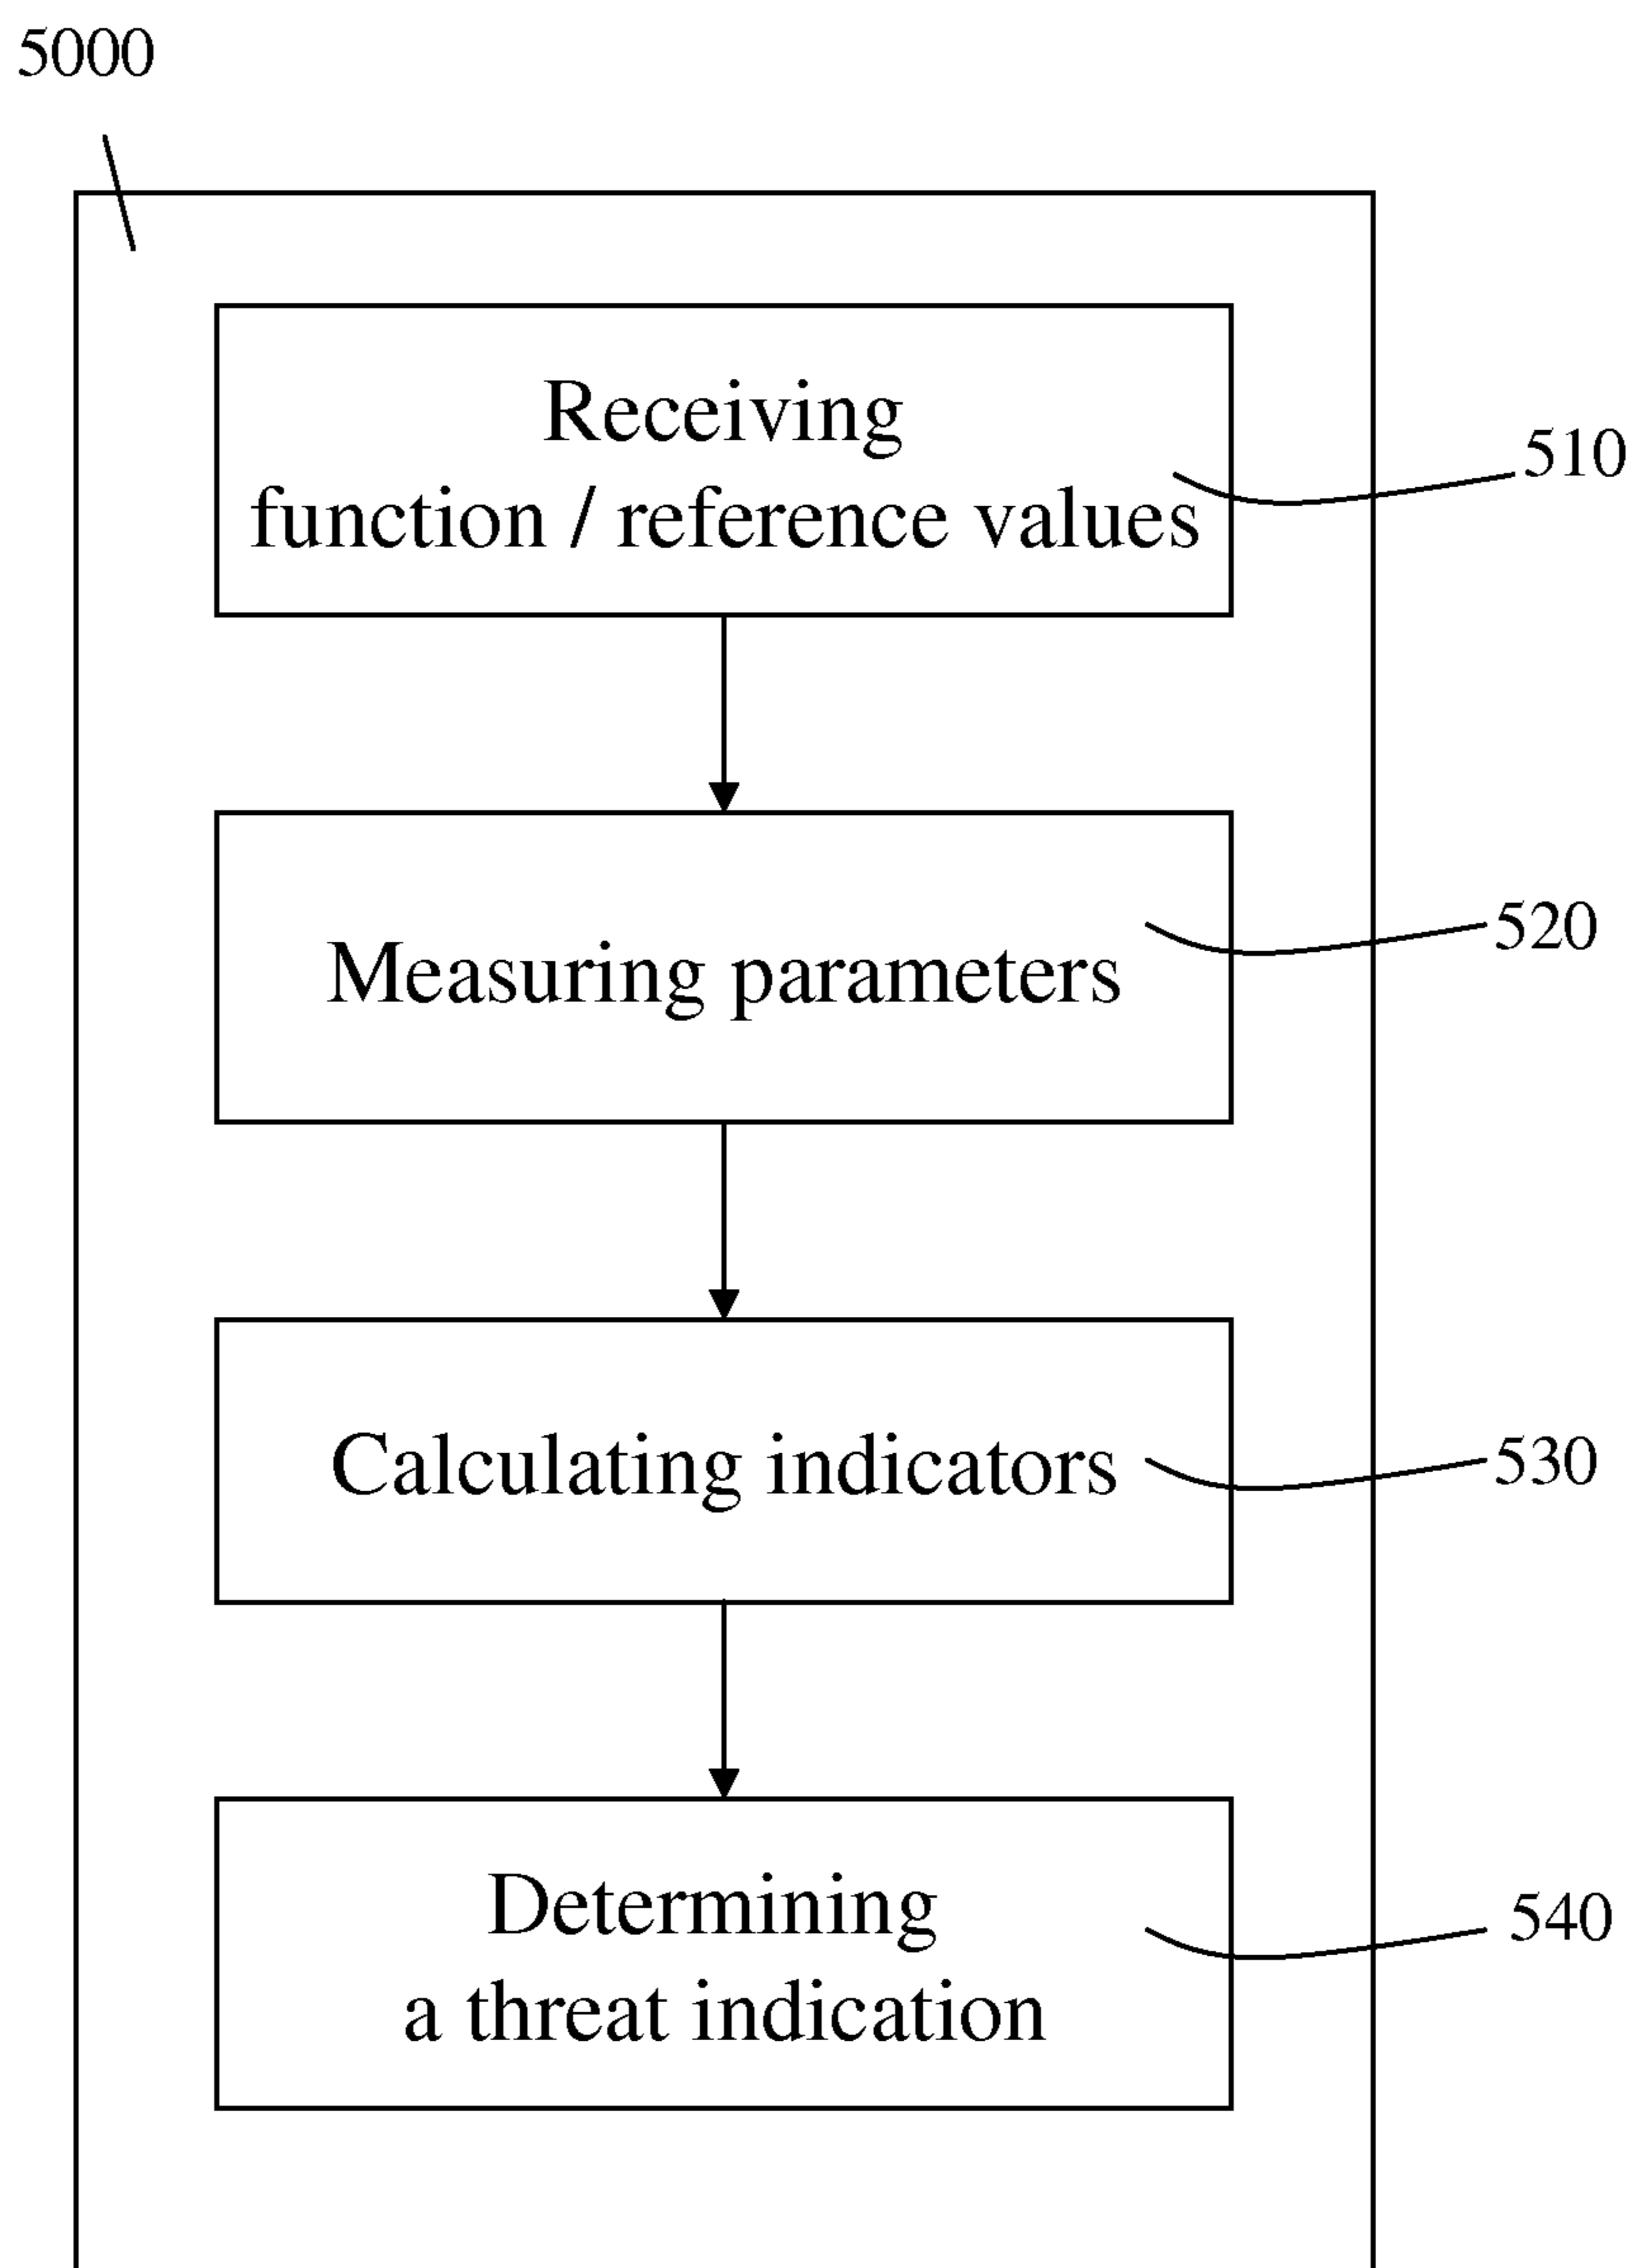 5000
Receiving
function / reference values
510
Measuring parameters
520
Calculating indicators
530
Determining
a threat indication
540